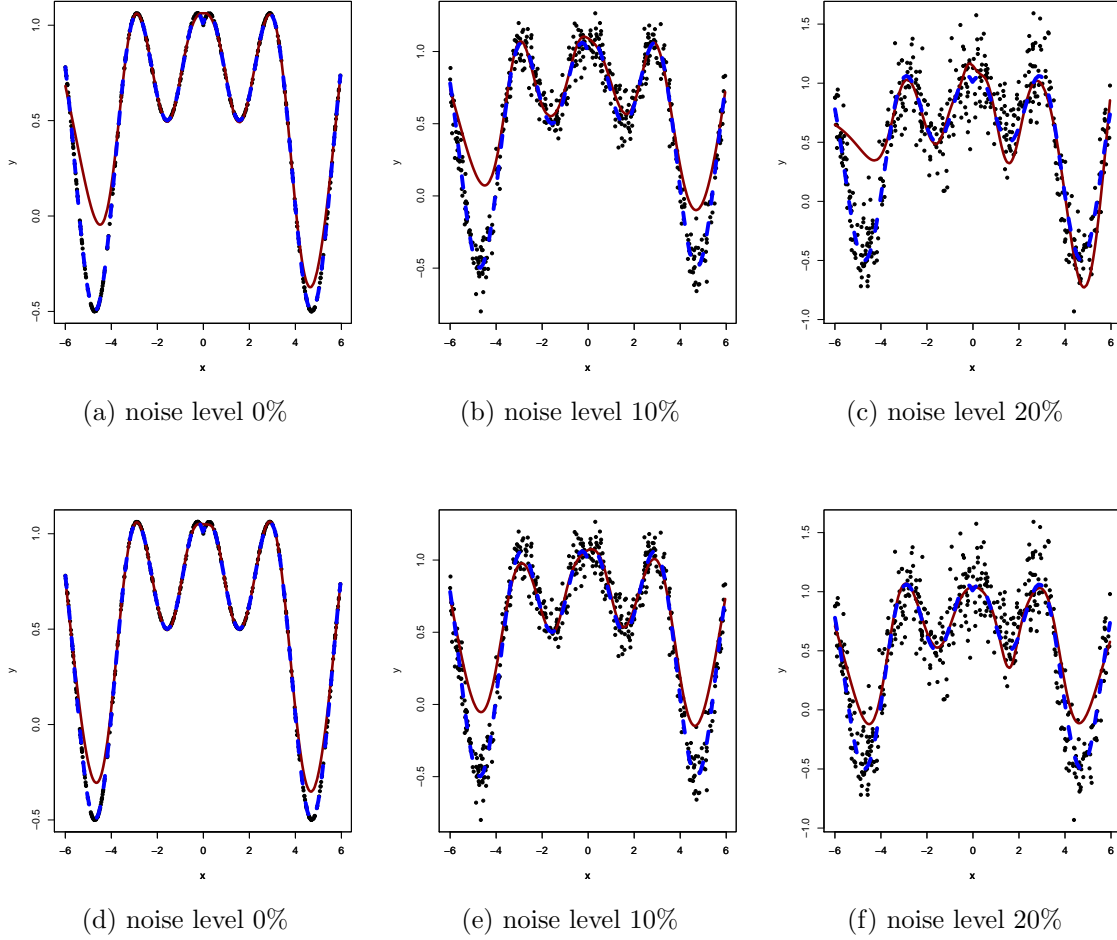 1.0
0.5
0.0
−0.5
y
−6 −4 −2 0 2 4 6
x
(a) noise level 0%
1.0
0.5
0.0
−0.5
y
−6 −4 −2 0 2 4 6
x
(b) noise level 10%
1.5
1.0
0.5
0.0
−0.5
−1.0
y
−6 −4 −2 0 2 4 6
x
(c) noise level 20%
1.0
0.5
0.0
−0.5
y
−6 −4 −2 0 2 4 6
x
(d) noise level 0%
1.0
0.5
0.0
−0.5
y
−6 −4 −2 0 2 4 6
x
(e) noise level 10%
1.5
1.0
0.5
0.0
−0.5
−1.0
y
−6 −4 −2 0 2 4 6
x
(f) noise level 20%